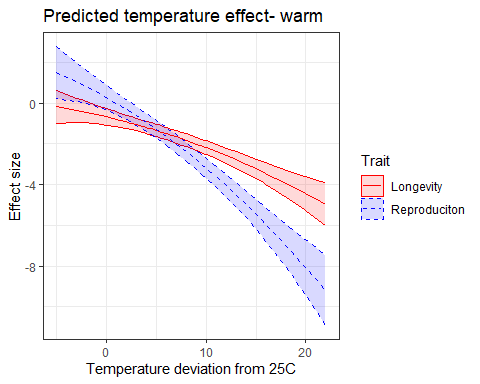 Predicted temperature effect- warm
0
-4
-8
Effect size
0
10
20
Temperature deviation from 25C
Trait
Longevity
Reproduciton